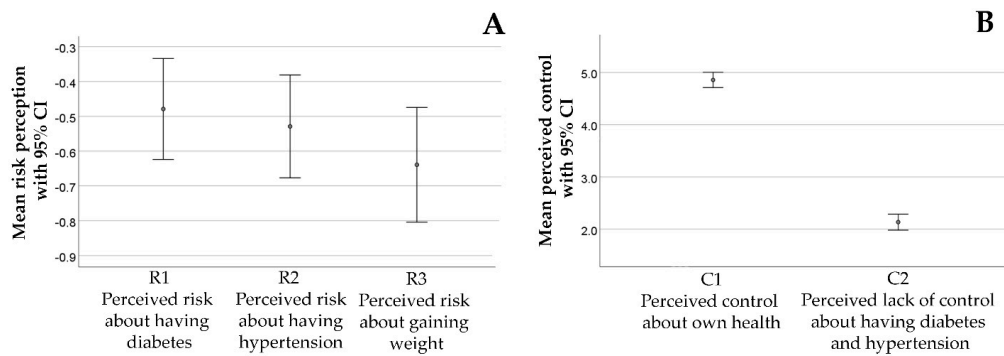 A
Mean risk perception
with 95% CI
-0.3
-0.4
-0.5
-0.6
-0.7
-0.8
-0.9
R1
Perceived risk
about having
diabetes
R2
Perceived risk
about having
hypertension
R3
Perceived risk
about gaining
weight
B
Mean perceived control
with 95% CI
5.0
4.0
3.0
2.0
C1
Perceived control
about own health
C2
Perceived lack of control
about having diabetes
and hypertension